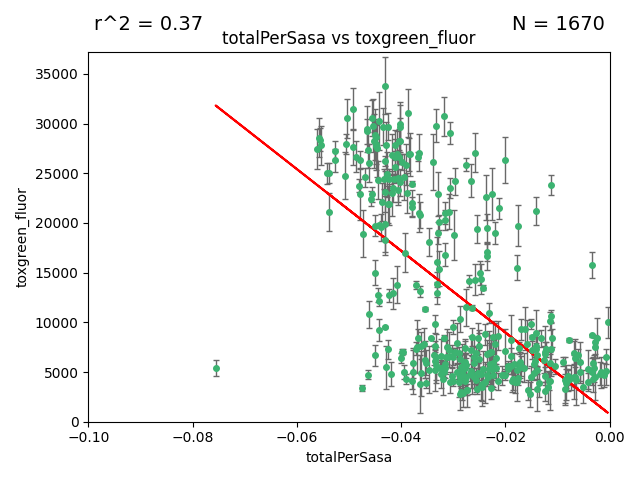 r^2 = 0.37
N = 1670
totalPerSasa vs toxgreen_fluor
35000
30000
25000
20000
15000
10000
5000
0
toxgreen_fluor
−0.10
−0.08
−0.06
−0.04
−0.02
0.00
totalPerSasa